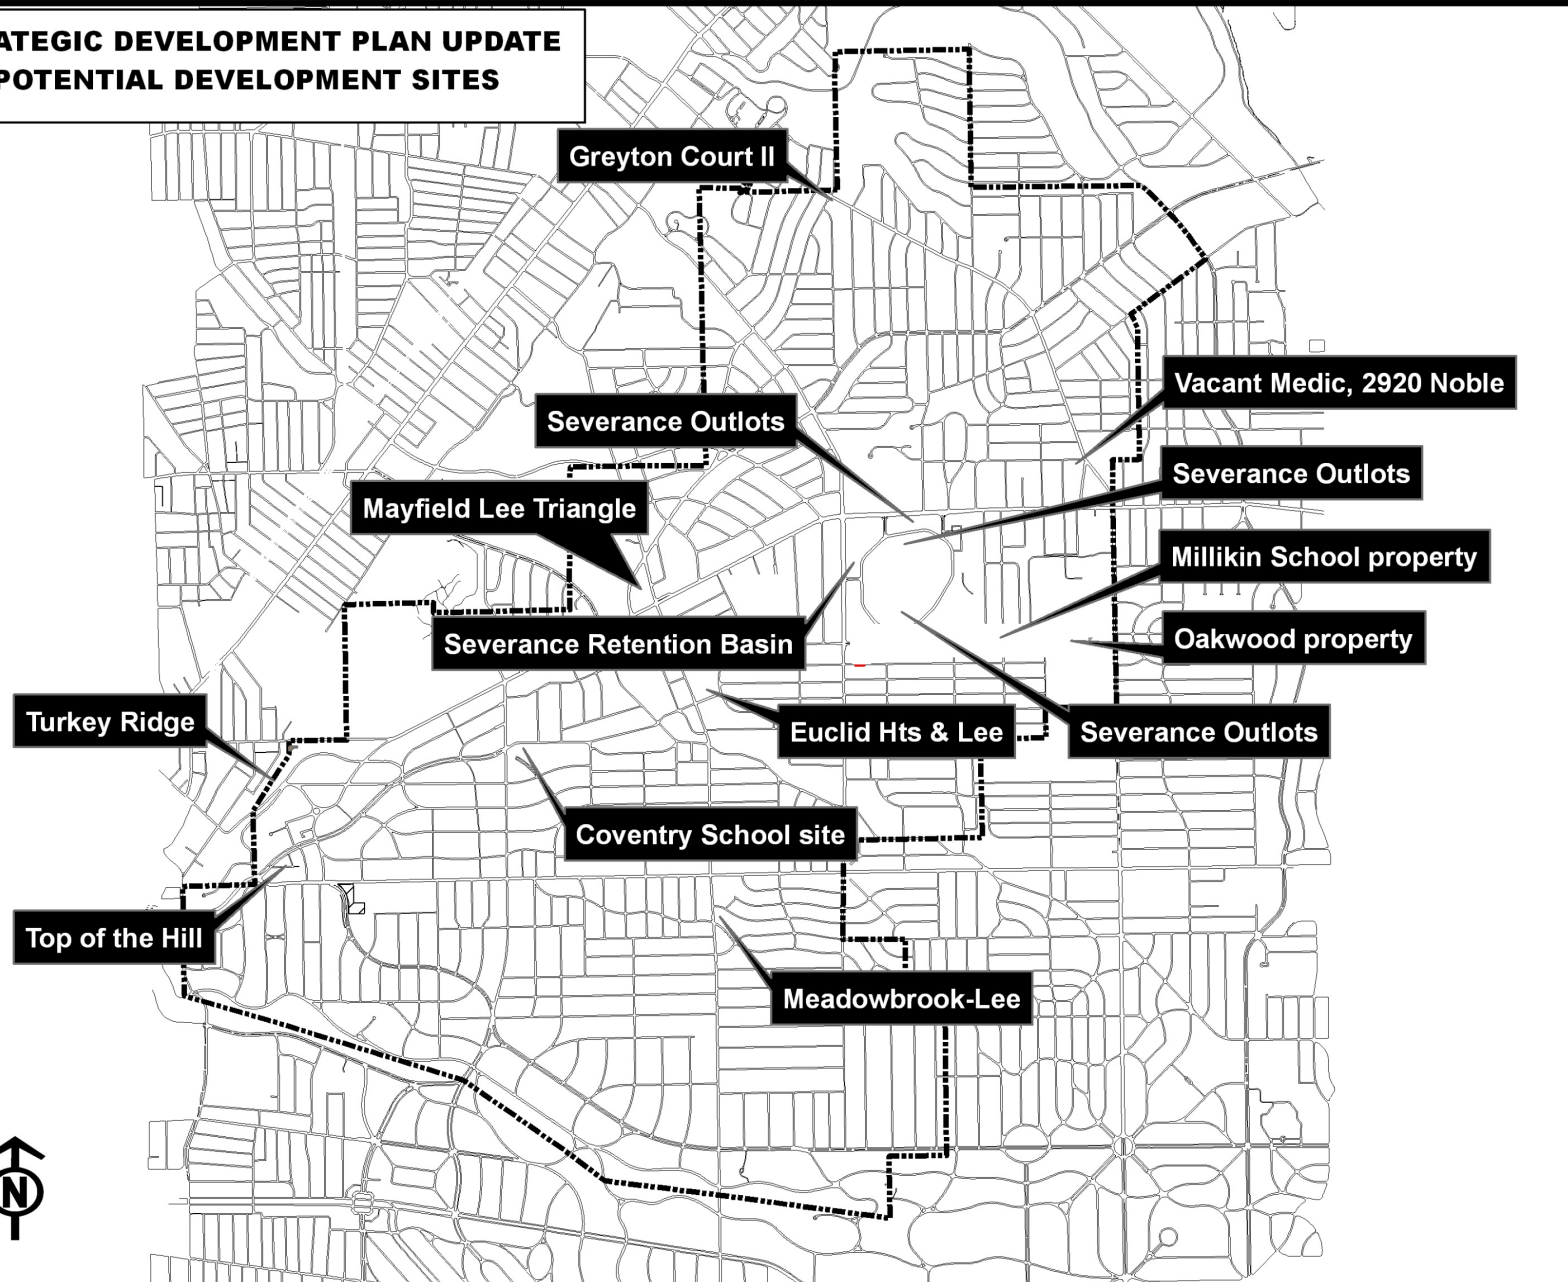 ATEGIC DEVELOPMENT PLAN UPDATE
POTENTIAL DEVELOPMENT SITES
Greyton Court II
Vacant Medic, 2920 Noble
Severance Outlots
Severance Outlots
Mayfield Lee Triangle
Millikin School property
Severance Retention Basin
Oakwood property
Turkey Ridge
Euclid Hts & Lee
Severance Outlots
Coventry School site
Top of the Hill
Meadowbrook-Lee
N